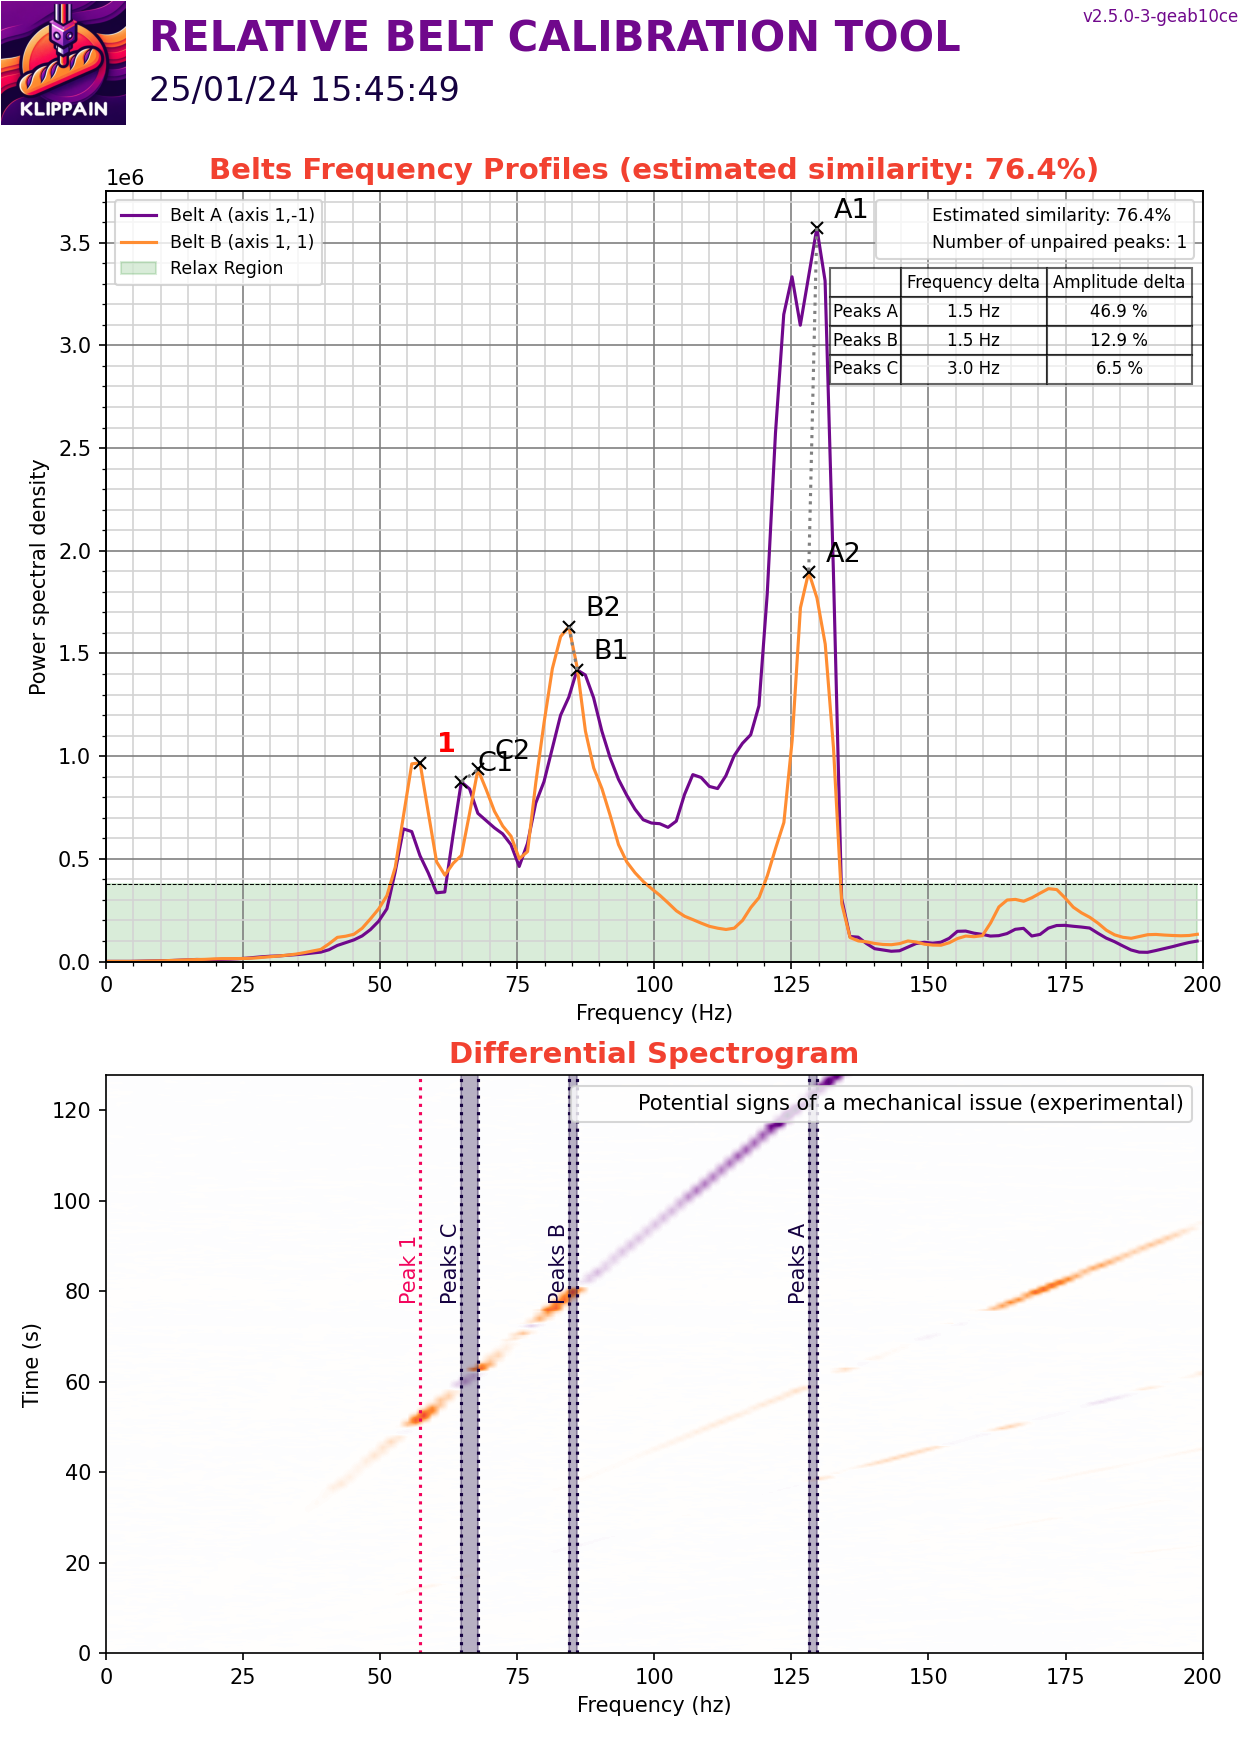 KLIPPAIN
RELATIVE BELT CALIBRATION TOOL
v2.5.0-3-geab10ce
25/01/24 15:45:49
Belts Frequency Profiles (estimated similarity: 76.4%)
1e6
Belt A (axis 1,-1)
Belt B (axis 1, 1)
Relax Region
Estimated similarity: 76.4%
Number of unpaired peaks: 1
Frequency delta Amplitude delta
Peaks A 1.5 Hz 46.9 %
Peaks B 1.5 Hz 12.9 %
Peaks C 3.0 Hz 6.5 %
A1
A2
B2
B1
1
C2
C1
3.5
3.0
2.5
2.0
1.5
1.0
0.5
0.0
Power spectral density
0 25 50 75 100 125 150 175 200
Frequency (Hz)
Differential Spectrogram
Potential signs of a mechanical issue (experimental)
Peak 1
Peaks C
Peaks B
Peaks A
120
100
80
60
40
20
0
Time (s)
0 25 50 75 100 125 150 175 200
Frequency (hz)